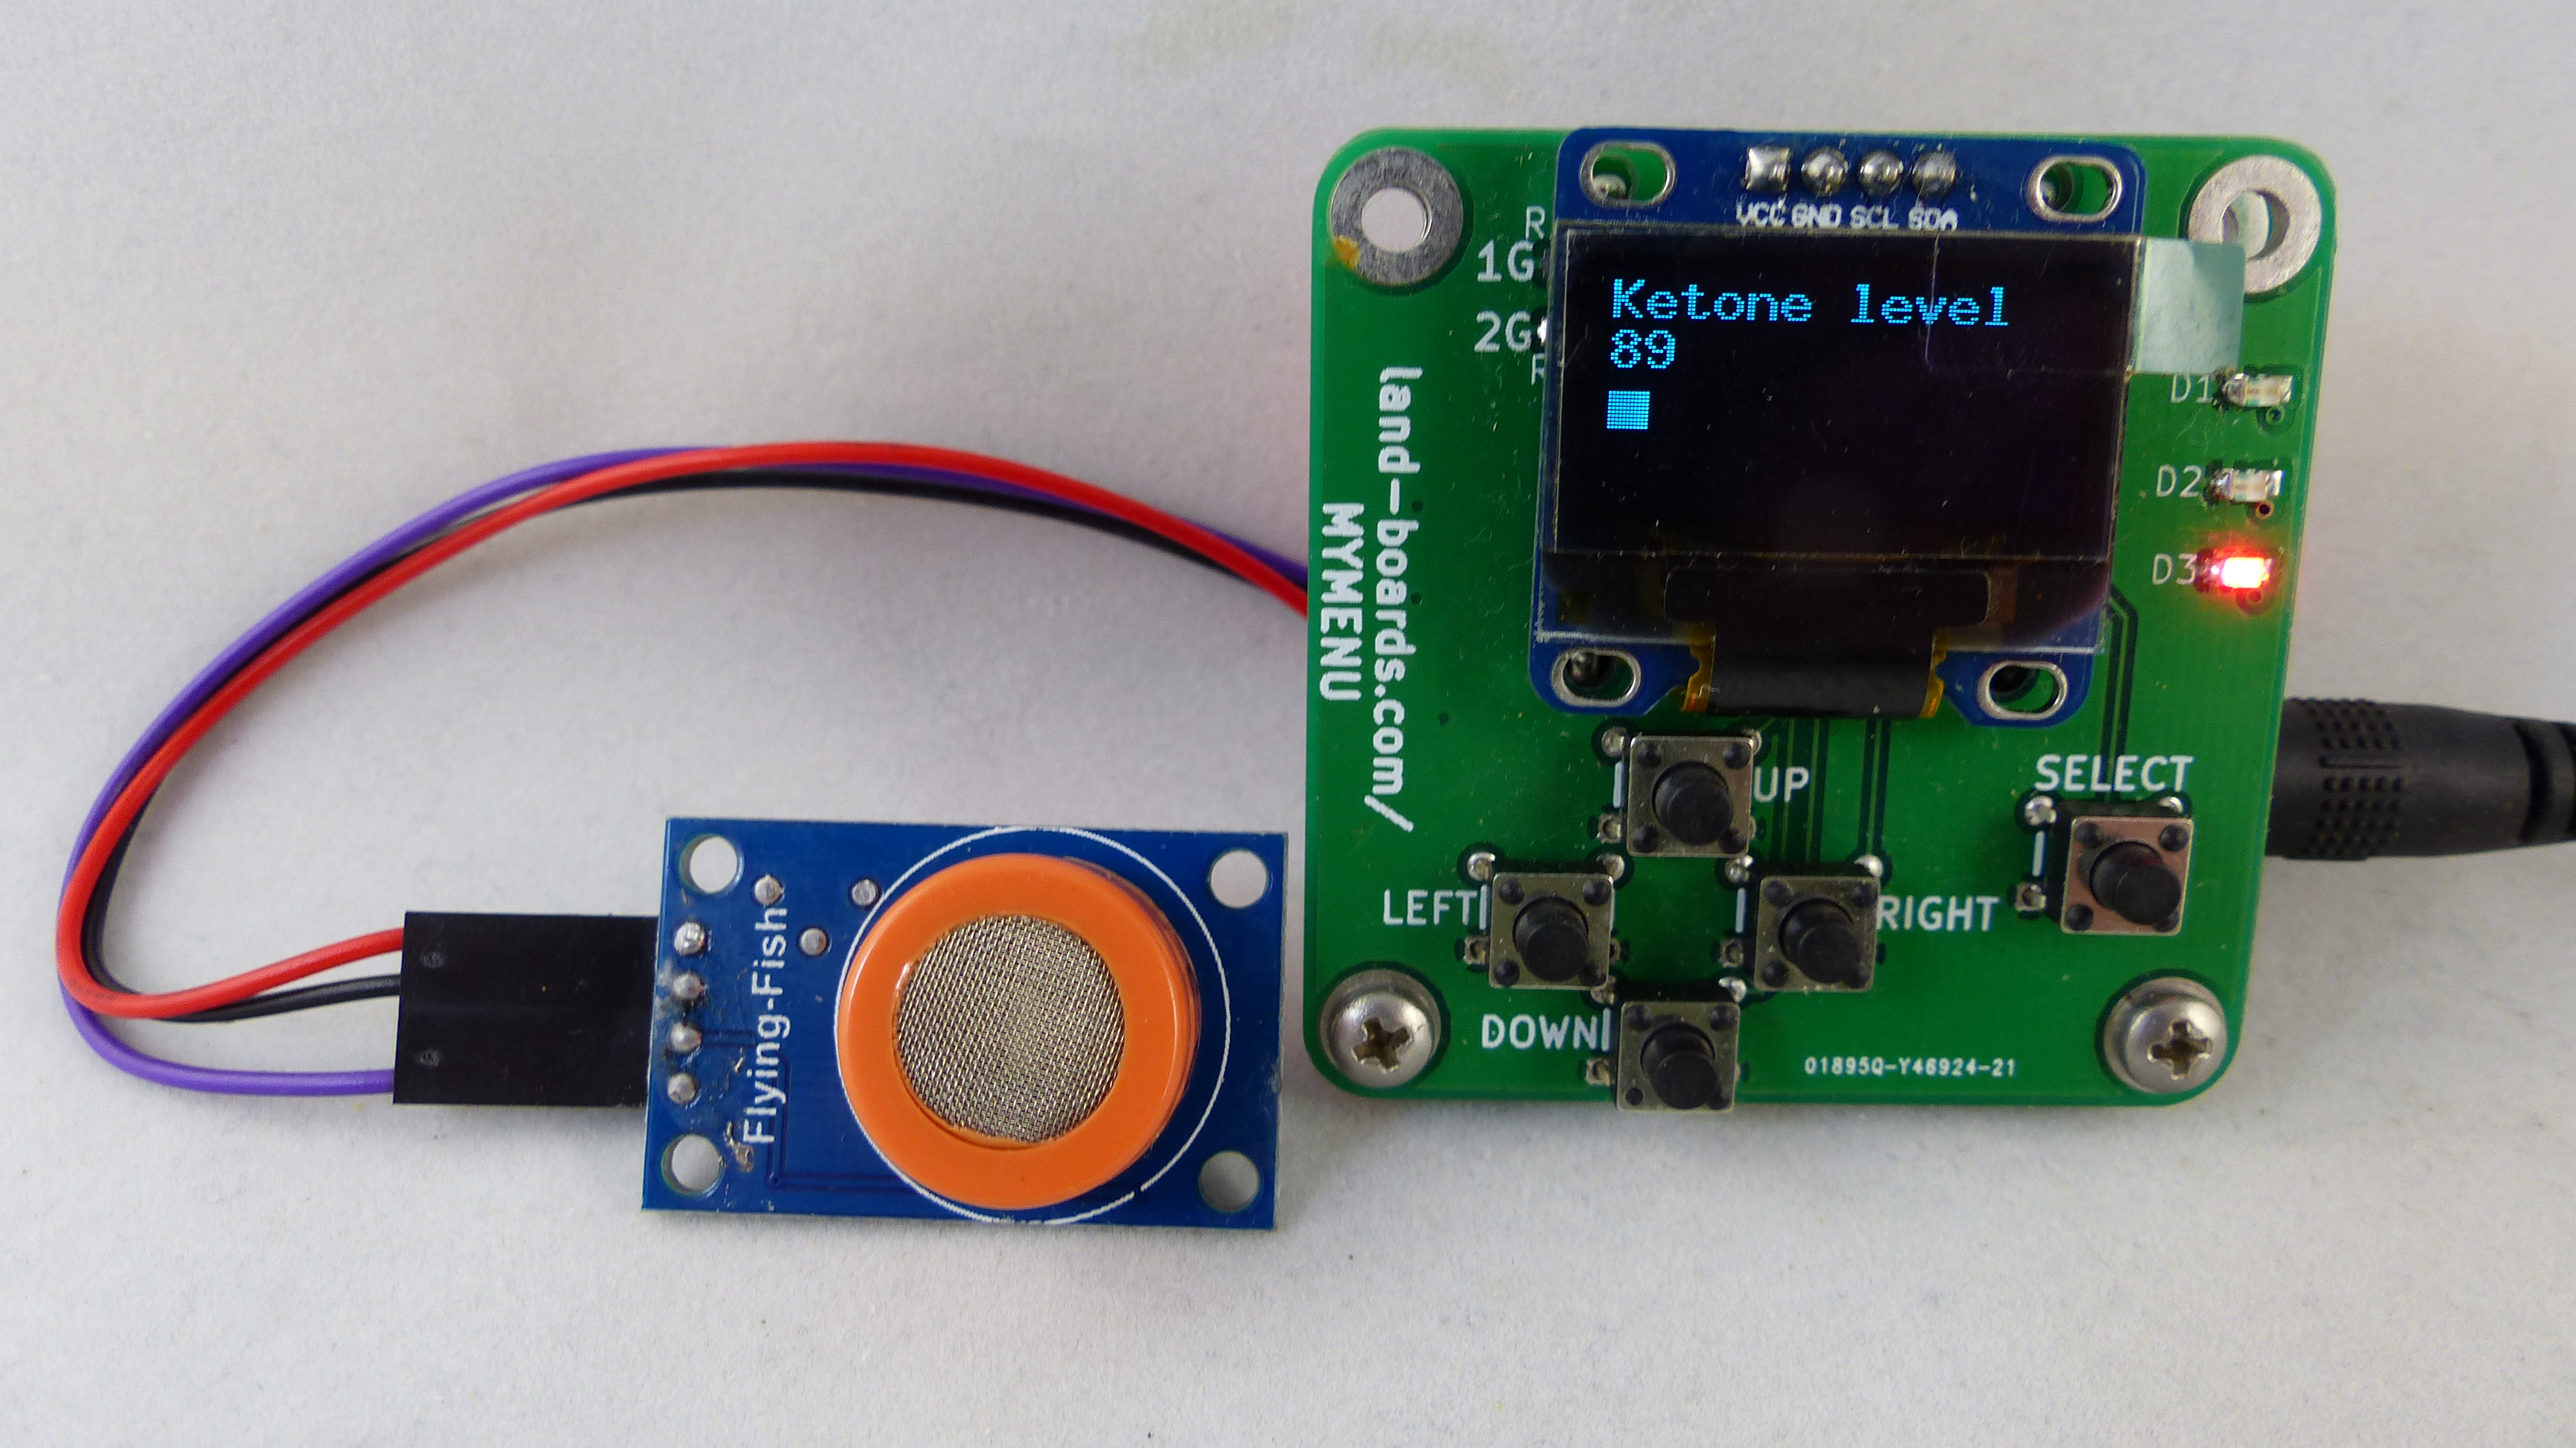 VCC GND SCL SDA
R
1G
2G
R
Ketone level
89
D1
D2
D3
land-boards.com/
MYMENU
UP
SELECT
LEFT
RIGHT
DOWN
01895Q-Y46924-21
Flying-Fish